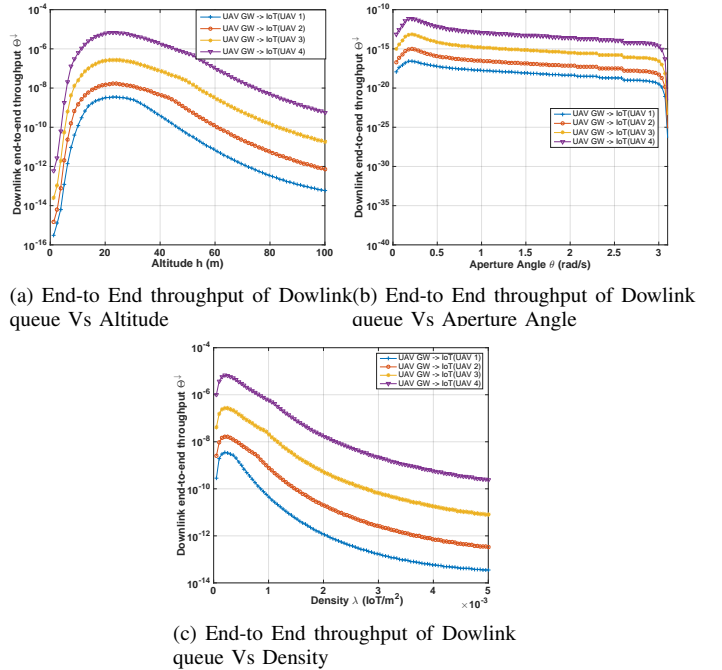 10^-4
10^-6
10^-8
10^-10
10^-12
10^-14
10^-16
Downlink end-to-end throughput Θ↓
0 20 40 60 80 100
Altitude h (m)
UAV GW -> IoT(UAV 1)
UAV GW -> IoT(UAV 2)
UAV GW -> IoT(UAV 3)
UAV GW -> IoT(UAV 4)
10^-10
10^-15
10^-20
10^-25
10^-30
10^-35
10^-40
Downlink end-to-end throughput Θ↓
0 0.5 1 1.5 2 2.5 3
Aperture Angle θ (rad/s)
UAV GW -> IoT(UAV 1)
UAV GW -> IoT(UAV 2)
UAV GW -> IoT(UAV 3)
UAV GW -> IoT(UAV 4)
(a) End-to End throughput of Dowlink
queue Vs Altitude
(b) End-to End throughput of Dowlink
queue Vs Aperture Angle
10^-4
10^-6
10^-8
10^-10
10^-12
10^-14
Downlink end-to-end throughput Θ↓
0 1 2 3 4 5
×10^-3
Density λ (IoT/m²)
UAV GW -> IoT(UAV 1)
UAV GW -> IoT(UAV 2)
UAV GW -> IoT(UAV 3)
UAV GW -> IoT(UAV 4)
(c) End-to End throughput of Dowlink
queue Vs Density